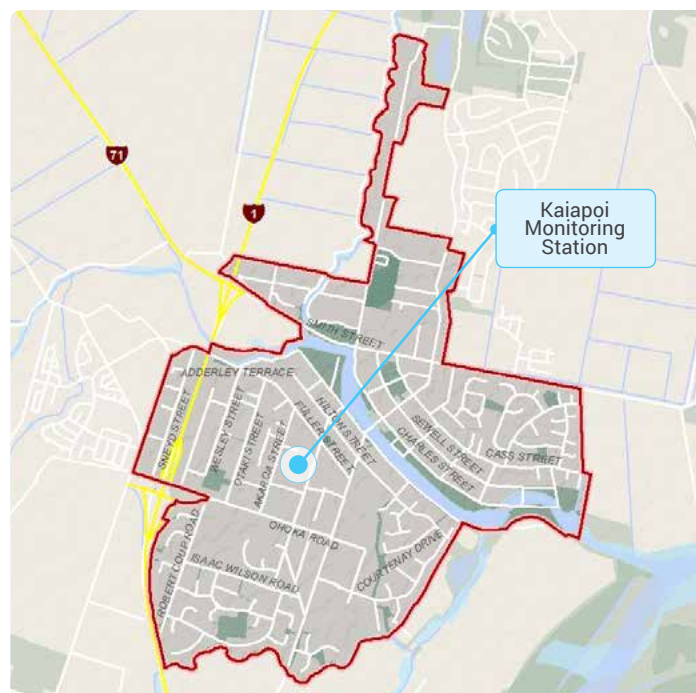 71
1
Kaiapoi
Monitoring
Station
SMITH STREET
ADDERLEY TERRACE
SNEYD STREET
WESLEY STREET
OTAKI STREET
AKAROA STREET
HILTON STREET
FULLER STREET
SEWELL STREET
CHARLES STREET
CASS STREET
OHOKA ROAD
COURTENAY DRIVE
ISAAC WILSON ROAD
ROBERT COUP ROAD